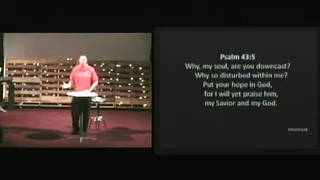 Psalm 43:5
Why, my soul, are you downcast?
Why so disturbed within me?
Put your hope in God,
for I will yet praise him,
my Savior and my God.